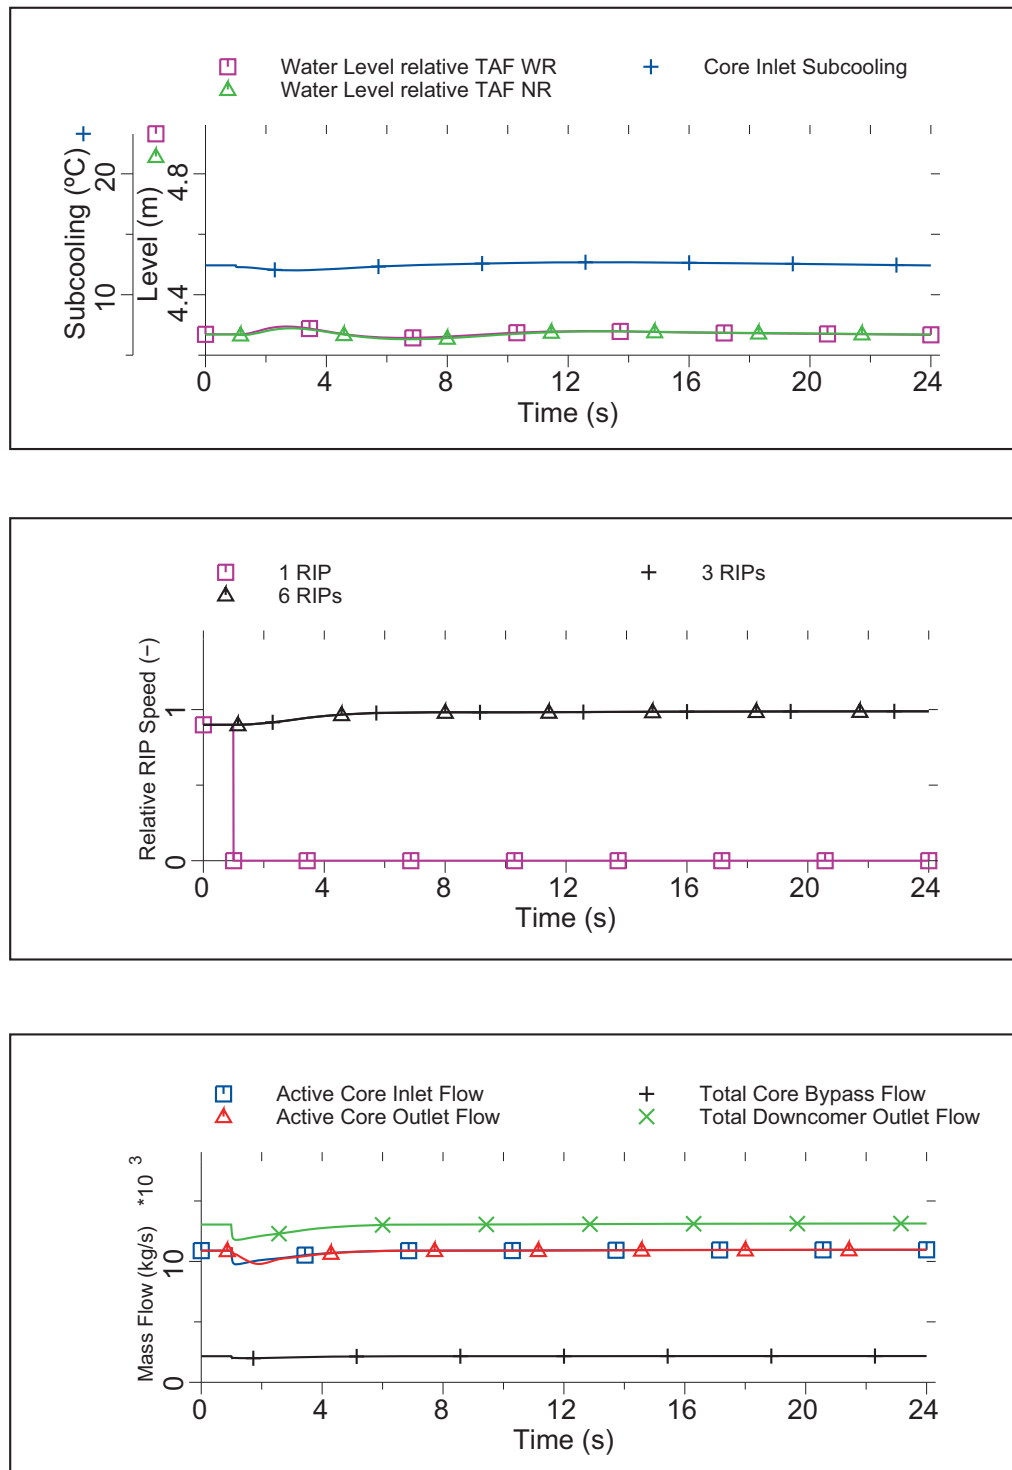 Water Level relative TAF WR
Core Inlet Subcooling
Water Level relative TAF NR
Subcooling (ºC)
10
20
Level (m)
4.4
4.8
0 4 8 12 16 20 24
Time (s)
1 RIP
3 RIPs
6 RIPs
Relative RIP Speed (−)
0
1
0 4 8 12 16 20 24
Time (s)
Active Core Inlet Flow
Total Core Bypass Flow
Active Core Outlet Flow
Total Downcomer Outlet Flow
Mass Flow (kg/s) *10 3
0
10
0 4 8 12 16 20 24
Time (s)